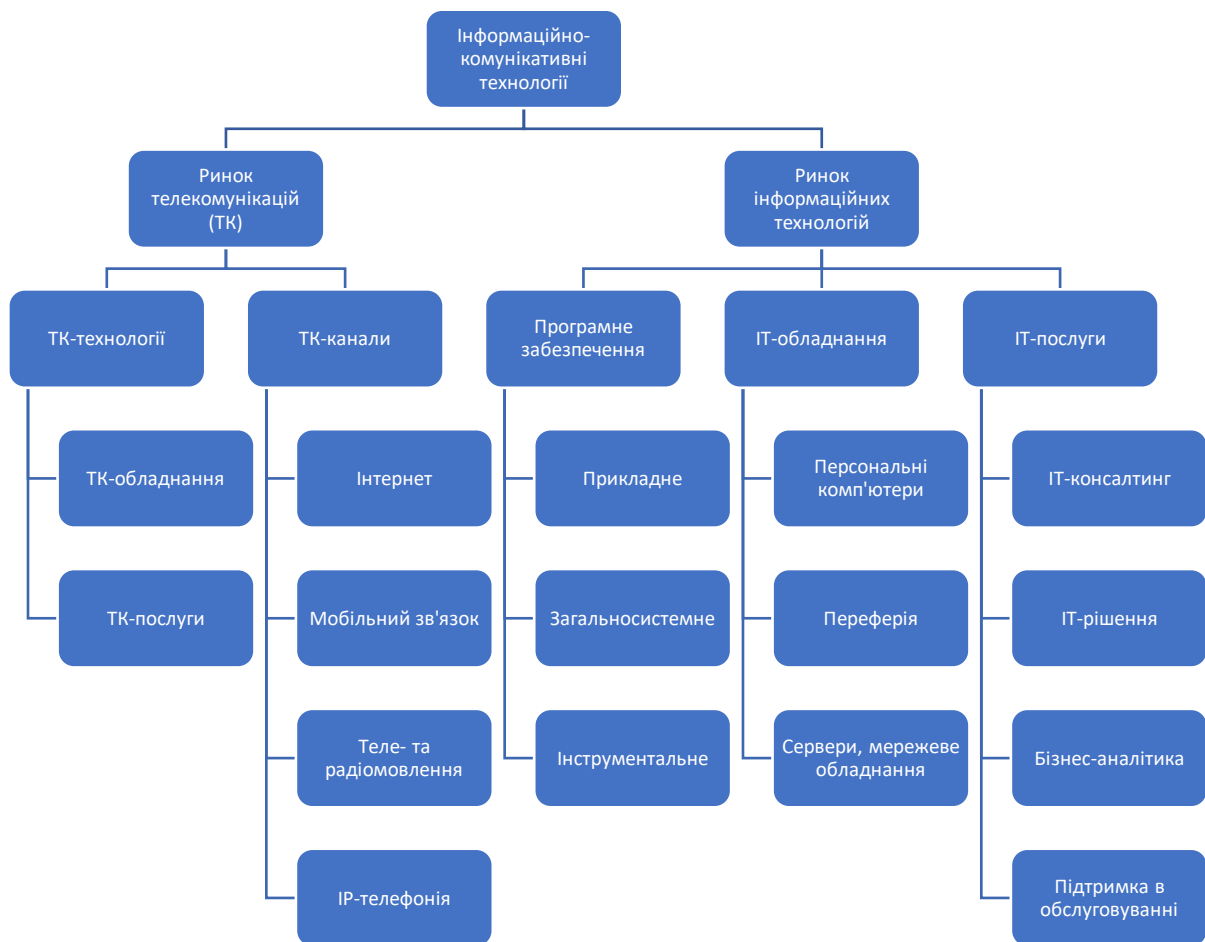 Інформаційно-
комунікативні
технології
Ринок
телекомунікацій
(ТК)
Ринок
інформаційних
технологій
ТК-технології
ТК-канали
Програмне
забезпечення
ІТ-обладнання
ІТ-послуги
ТК-обладнання
Інтернет
Прикладне
Персональні
комп'ютери
ІТ-консалтинг
ТК-послуги
Мобільний зв'язок
Загальносистемне
Переферія
ІТ-рішення
Теле- та
радіомовлення
Інструментальне
Сервери, мережеве
обладнання
Бізнес-аналітика
ІР-телефонія
Підтримка в
обслуговуванні